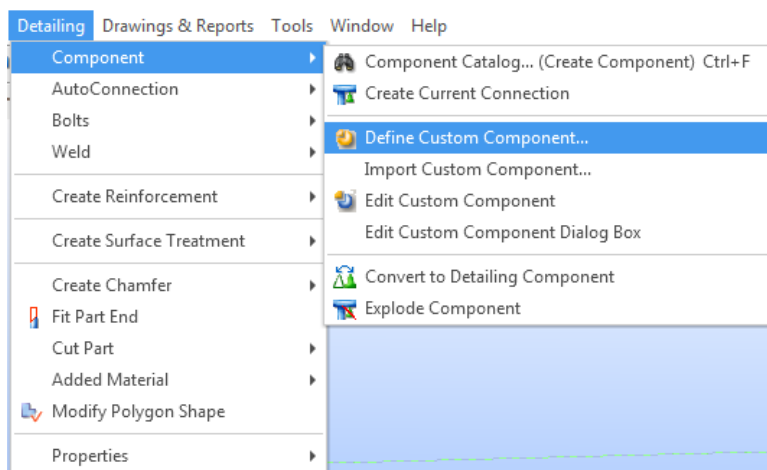 Detailing Drawings & Reports Tools Window Help
Component
AutoConnection
Bolts
Weld
Create Reinforcement
Create Surface Treatment
Create Chamfer
Fit Part End
Cut Part
Added Material
Modify Polygon Shape
Properties
Component Catalog... (Create Component) Ctrl+F
Create Current Connection
Define Custom Component...
Import Custom Component...
Edit Custom Component
Edit Custom Component Dialog Box
Convert to Detailing Component
Explode Component